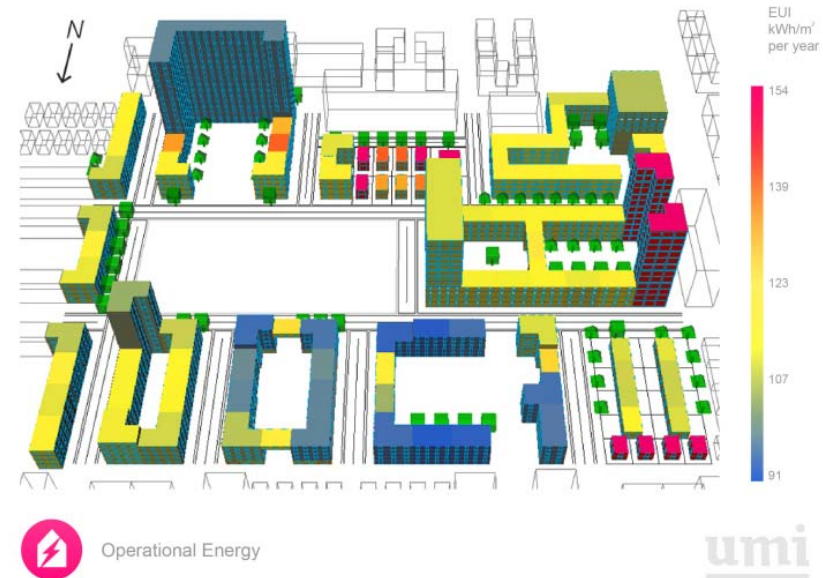 N
EUI
kWh/m²
per year
154
139
123
107
91
Operational Energy
umi